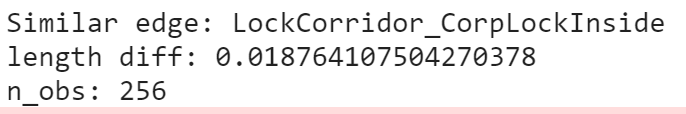 Similar edge: LockCorridor_CorpLockInside
length diff: 0.018764107504270378
n_obs: 256